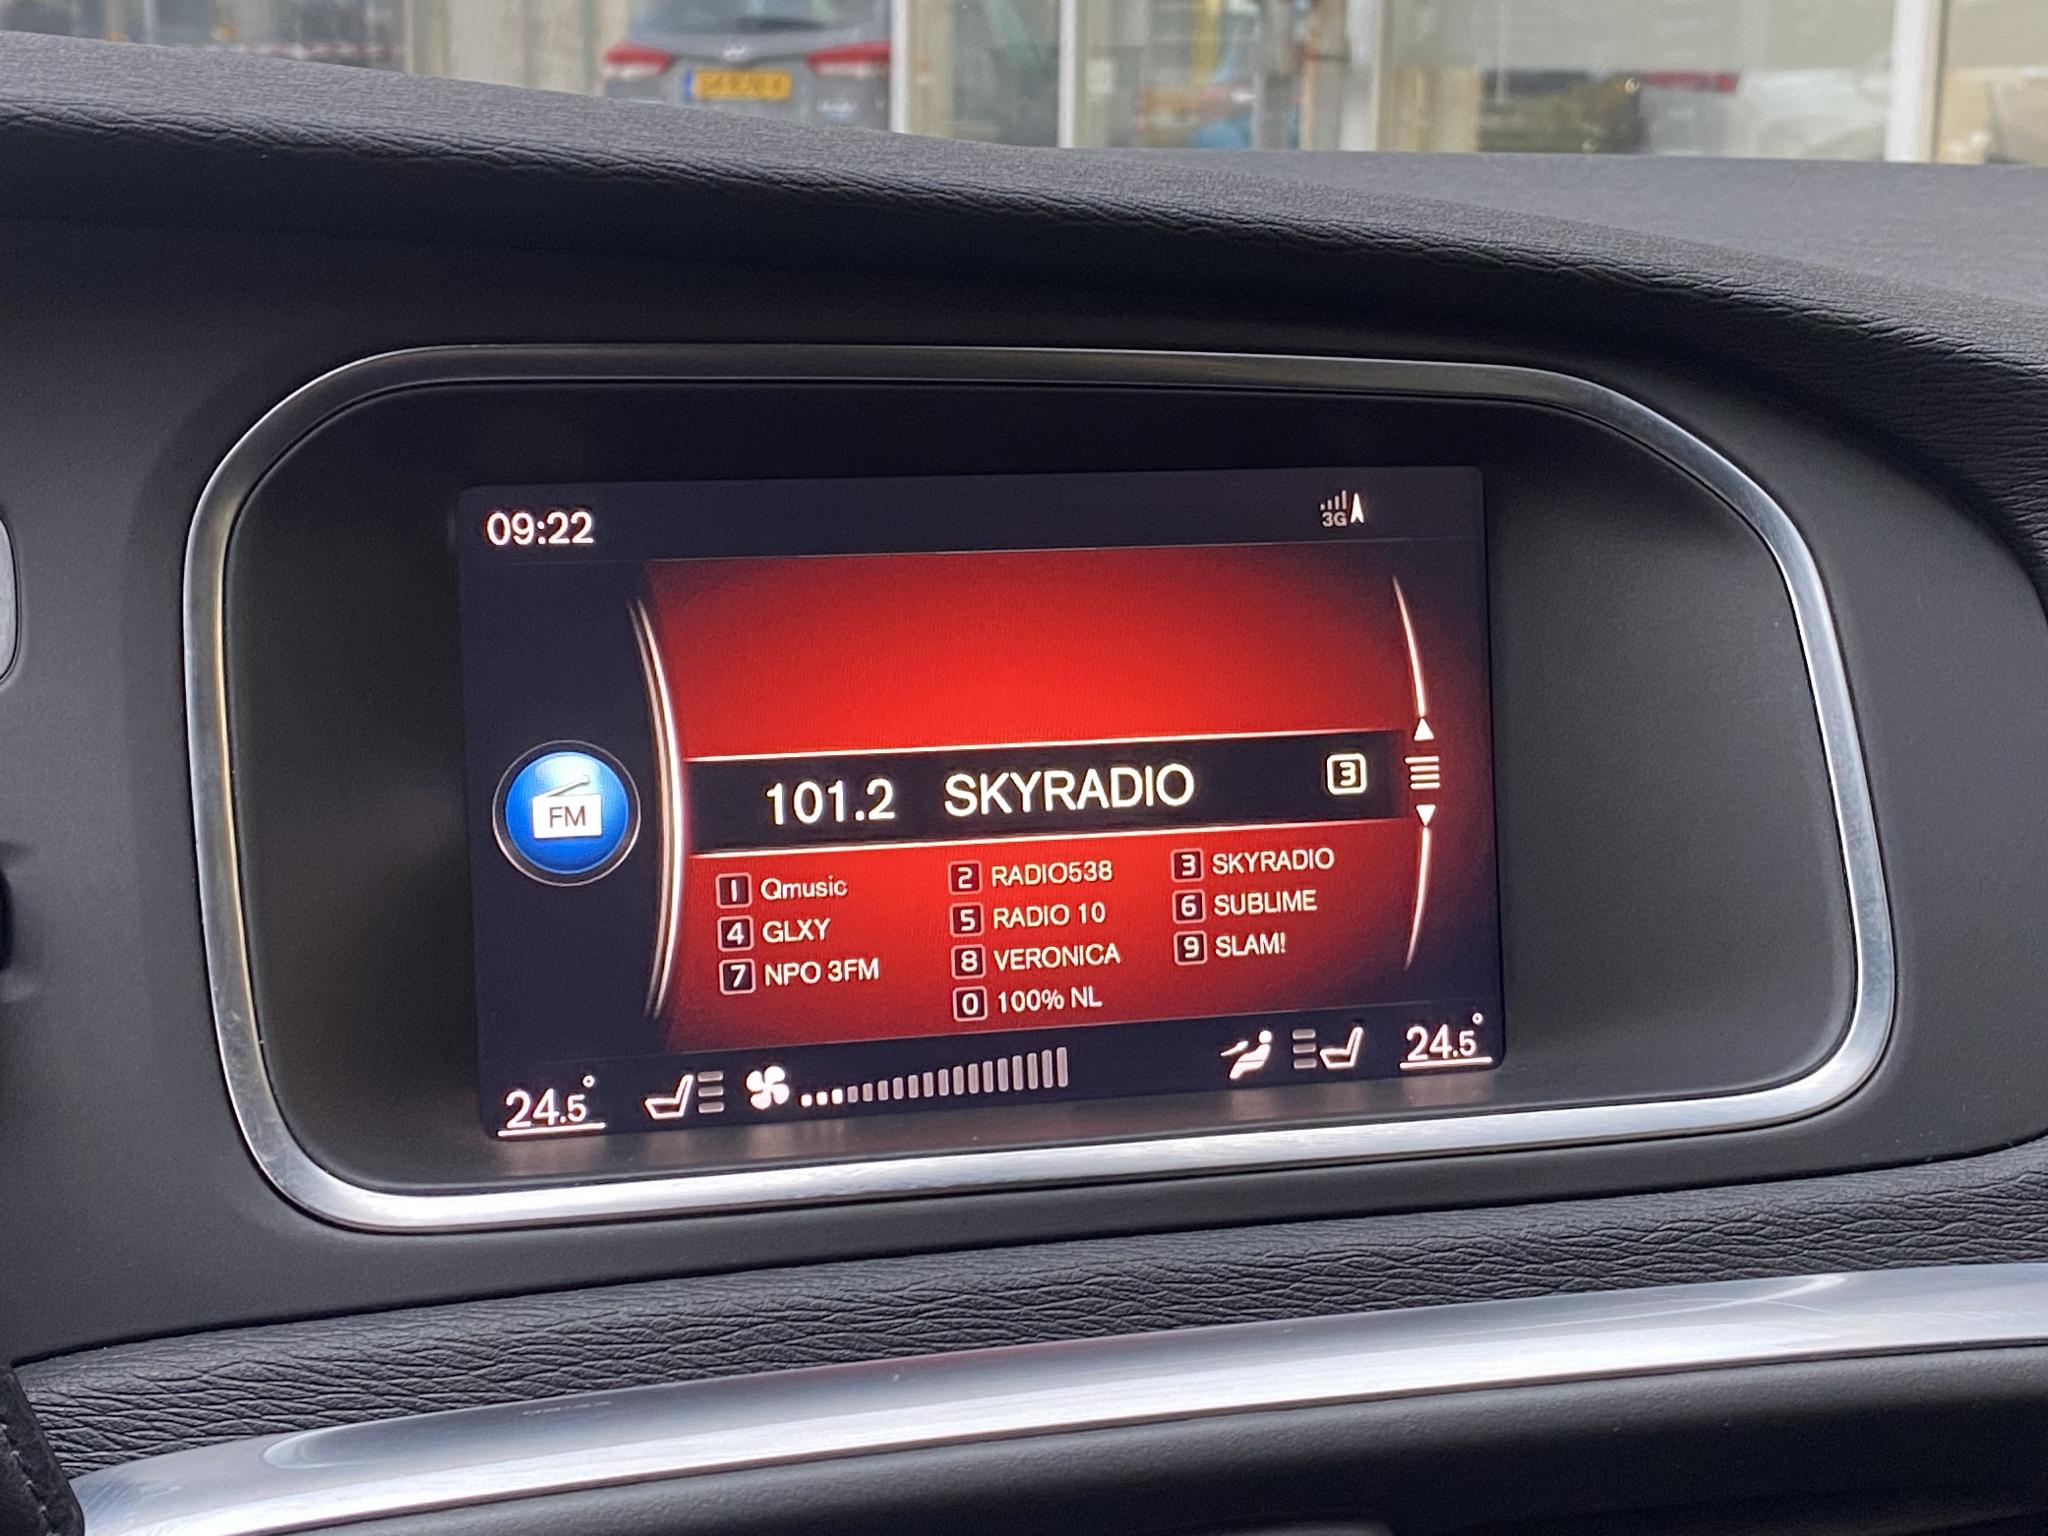 09:22
3G
FM
101.2 SKYRADIO 3
1 Qmusic 2 RADIO538 3 SKYRADIO
4 GLXY 5 RADIO 10 6 SUBLIME
7 NPO 3FM 8 VERONICA 9 SLAM!
0 100% NL
24.5° 24.5°